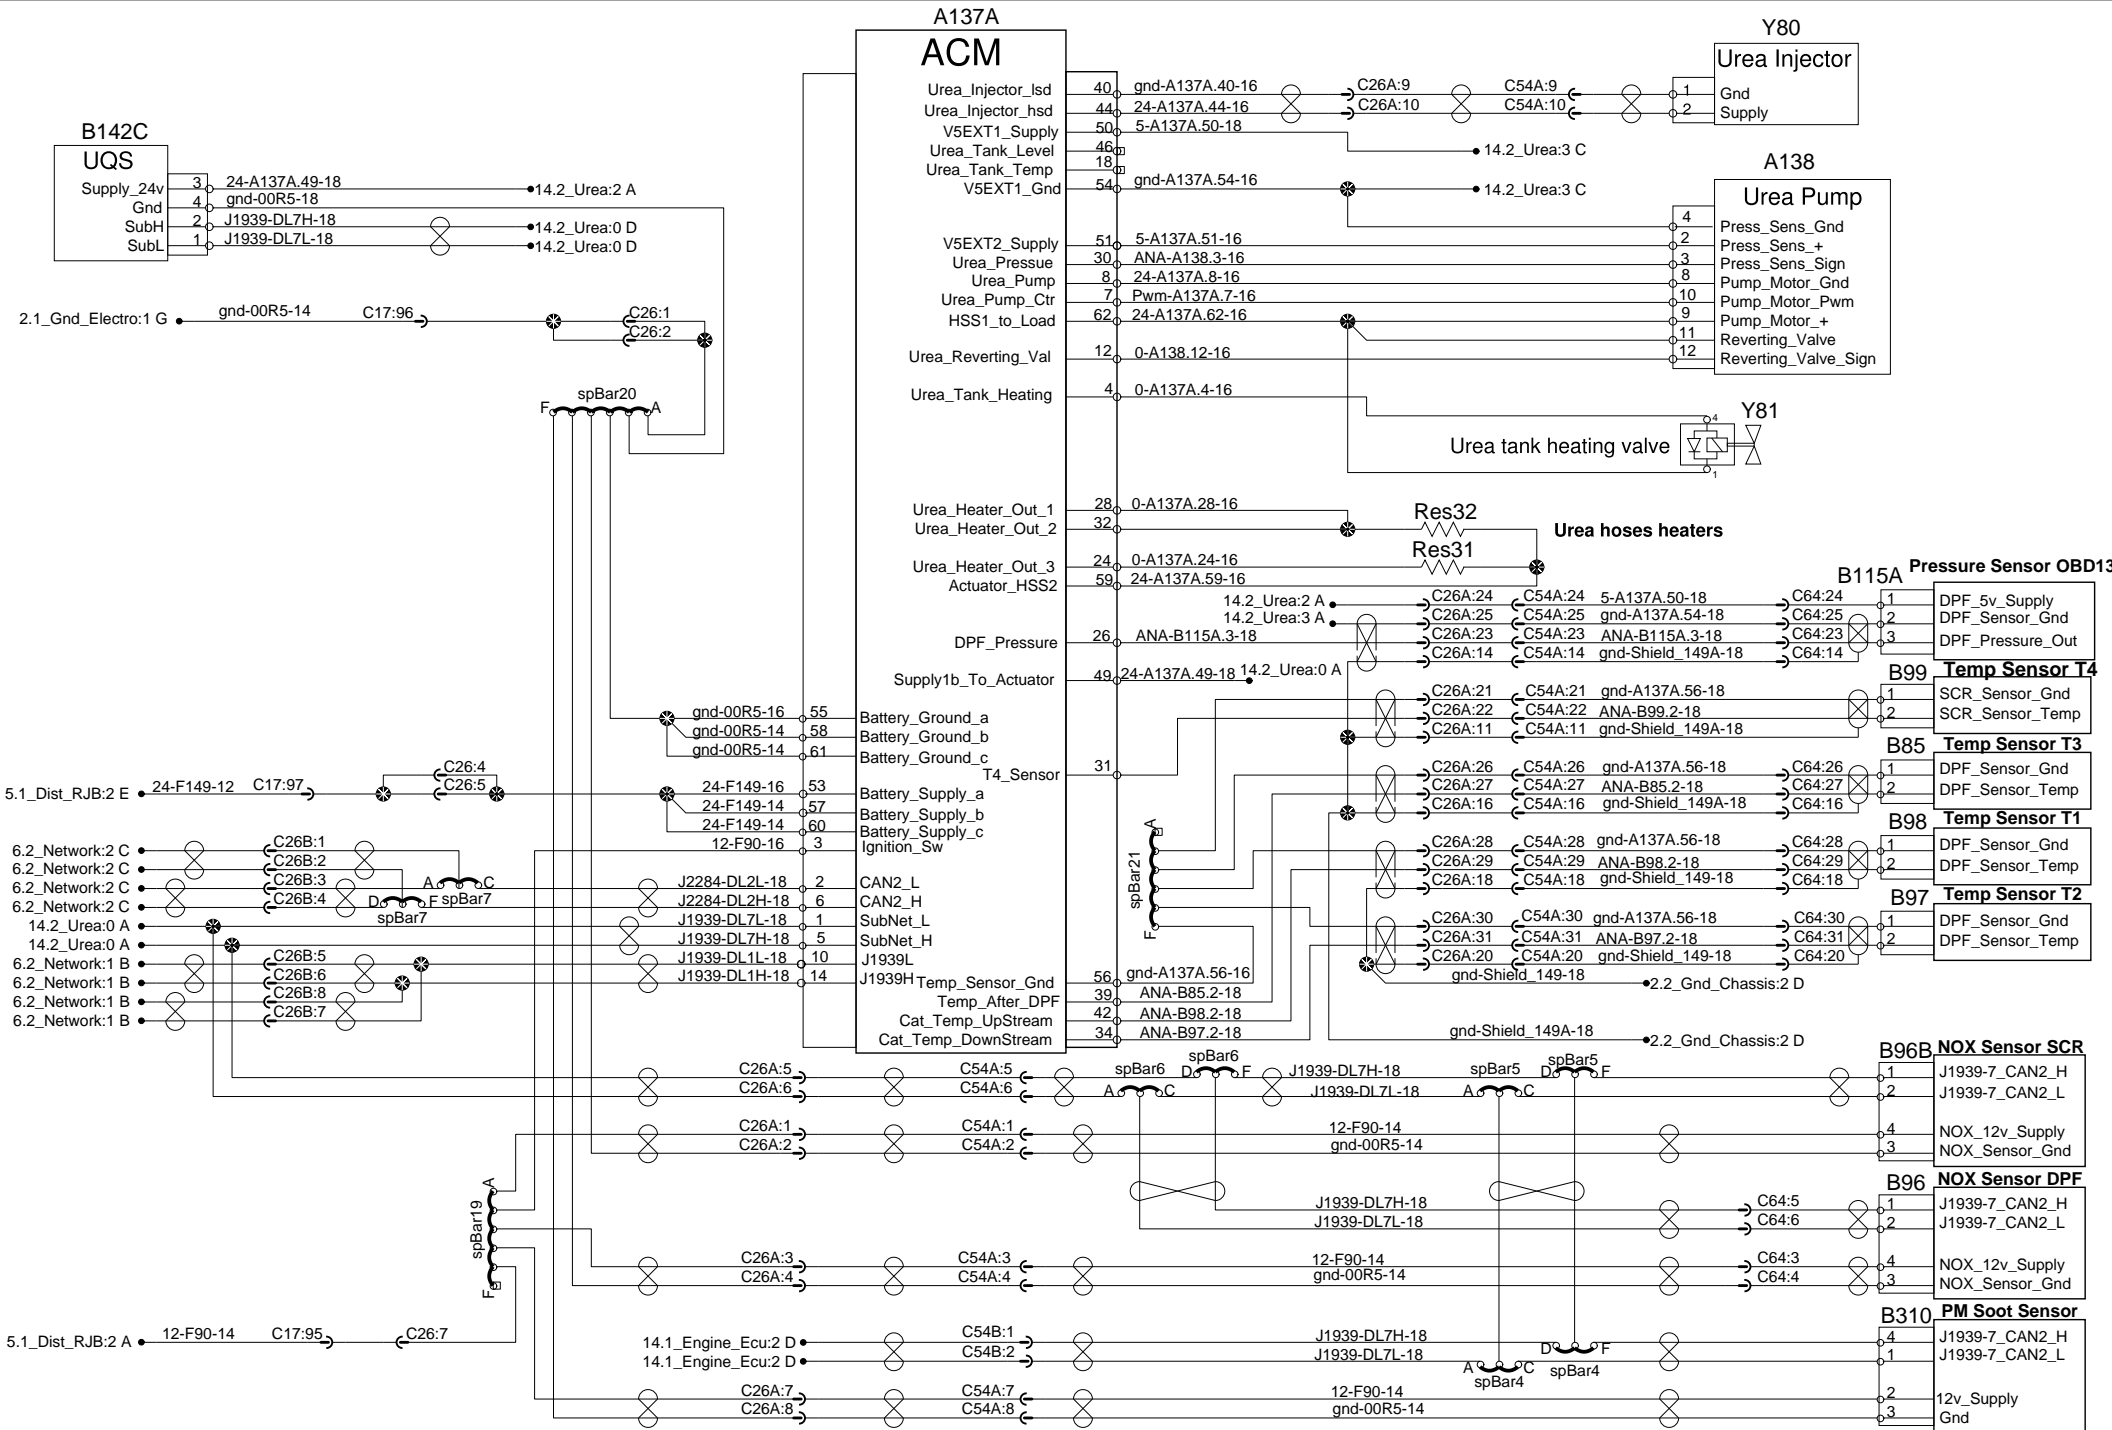 A137A
ACM
Urea_Injector_lsd 40 gnd-A137A.40-16 C26A:9 C54A:9
Urea_Injector_hsd 44 24-A137A.44-16 C26A:10 C54A:10
V5EXT1_Supply 50 5-A137A.50-18 14.2_Urea:3 C
Urea_Tank_Level 46
Urea_Tank_Temp 18
V5EXT1_Gnd 54 gnd-A137A.54-16 14.2_Urea:3 C
V5EXT2_Supply 51 5-A137A.51-16
Urea_Pressue 30 ANA-A138.3-16
Urea_Pump 8 24-A137A.8-16
Urea_Pump_Ctr 7 Pwm-A137A.7-16
HSS1_to_Load 62 24-A137A.62-16
Urea_Reverting_Val 12 0-A138.12-16
Urea_Tank_Heating 4 0-A137A.4-16
Urea_Heater_Out_1 28 0-A137A.28-16
Urea_Heater_Out_2 32
Urea_Heater_Out_3 24 0-A137A.24-16
Actuator_HSS2 59 24-A137A.59-16
DPF_Pressure 26 ANA-B115A.3-18
Supply1b_To_Actuator 49 24-A137A.49-18 14.2_Urea:0 A
T4_Sensor 31
Temp_Sensor_Gnd 56 gnd-A137A.56-16
Temp_After_DPF 39 ANA-B85.2-18
Cat_Temp_UpStream 42 ANA-B98.2-18
Cat_Temp_DownStream 34 ANA-B97.2-18
Y80
Urea Injector
1 Gnd
2 Supply
A138
Urea Pump
4 Press_Sens_Gnd
2 Press_Sens_+
3 Press_Sens_Sign
8 Pump_Motor_Gnd
10 Pump_Motor_Pwm
9 Pump_Motor_+
11 Reverting_Valve
12 Reverting_Valve_Sign
Y81
4
Urea tank heating valve
1
Res32
Urea hoses heaters
Res31
B142C
UQS
Supply_24v 3 24-A137A.49-18 14.2_Urea:2 A
Gnd 4 gnd-00R5-18
SubH 2 J1939-DL7H-18 14.2_Urea:0 D
SubL 1 J1939-DL7L-18 14.2_Urea:0 D
2.1_Gnd_Electro:1 G gnd-00R5-14 C17:96 C26:1
C26:2
spBar20
F A
gnd-00R5-16 55 Battery_Ground_a
gnd-00R5-14 58 Battery_Ground_b
gnd-00R5-14 61 Battery_Ground_c
C26:4
5.1_Dist_RJB:2 E 24-F149-12 C17:97 C26:5 24-F149-16 53 Battery_Supply_a
24-F149-14 57 Battery_Supply_b
24-F149-14 60 Battery_Supply_c
12-F90-16 3 Ignition_Sw
6.2_Network:2 C C26B:1
6.2_Network:2 C C26B:2
6.2_Network:2 C C26B:3 A C J2284-DL2L-18 2 CAN2_L
spBar7
6.2_Network:2 C C26B:4 D F J2284-DL2H-18 6 CAN2_H
spBar7
14.2_Urea:0 A J1939-DL7L-18 1 SubNet_L
14.2_Urea:0 A J1939-DL7H-18 5 SubNet_H
6.2_Network:1 B C26B:5 J1939-DL1L-18 10 J1939L
6.2_Network:1 B C26B:6 J1939-DL1H-18 14 J1939H
6.2_Network:1 B C26B:8
6.2_Network:1 B C26B:7
Pressure Sensor OBD13
B115A
14.2_Urea:2 A C26A:24 C54A:24 5-A137A.50-18 C64:24 1 DPF_5v_Supply
14.2_Urea:3 A C26A:25 C54A:25 gnd-A137A.54-18 C64:25 2 DPF_Sensor_Gnd
C26A:23 C54A:23 ANA-B115A.3-18 C64:23 3 DPF_Pressure_Out
C26A:14 C54A:14 gnd-Shield_149A-18 C64:14
B99 Temp Sensor T4
C26A:21 C54A:21 gnd-A137A.56-18 1 SCR_Sensor_Gnd
C26A:22 C54A:22 ANA-B99.2-18 2 SCR_Sensor_Temp
C26A:11 C54A:11 gnd-Shield_149A-18
B85 Temp Sensor T3
C26A:26 C54A:26 gnd-A137A.56-18 C64:26 1 DPF_Sensor_Gnd
C26A:27 C54A:27 ANA-B85.2-18 C64:27 2 DPF_Sensor_Temp
C26A:16 C54A:16 gnd-Shield_149A-18 C64:16
B98 Temp Sensor T1
C26A:28 C54A:28 gnd-A137A.56-18 C64:28 1 DPF_Sensor_Gnd
C26A:29 C54A:29 ANA-B98.2-18 C64:29 2 DPF_Sensor_Temp
C26A:18 C54A:18 gnd-Shield_149-18 C64:18
A
spBar21
F
B97 Temp Sensor T2
C26A:30 C54A:30 gnd-A137A.56-18 C64:30 1 DPF_Sensor_Gnd
C26A:31 C54A:31 ANA-B97.2-18 C64:31 2 DPF_Sensor_Temp
C26A:20 C54A:20 gnd-Shield_149-18 C64:20
gnd-Shield_149-18 2.2_Gnd_Chassis:2 D
gnd-Shield_149A-18 2.2_Gnd_Chassis:2 D
B96B NOX Sensor SCR
spBar6 spBar6 spBar5 spBar5
C26A:5 C54A:5 D F J1939-DL7H-18 D F 1 J1939-7_CAN2_H
C26A:6 C54A:6 A C J1939-DL7L-18 A C 2 J1939-7_CAN2_L
C26A:1 C54A:1 12-F90-14 4 NOX_12v_Supply
C26A:2 C54A:2 gnd-00R5-14 3 NOX_Sensor_Gnd
B96 NOX Sensor DPF
J1939-DL7H-18 C64:5 1 J1939-7_CAN2_H
J1939-DL7L-18 C64:6 2 J1939-7_CAN2_L
A
spBar19
F
C26A:3 C54A:3 12-F90-14 C64:3 4 NOX_12v_Supply
C26A:4 C54A:4 gnd-00R5-14 C64:4 3 NOX_Sensor_Gnd
B310 PM Soot Sensor
5.1_Dist_RJB:2 A 12-F90-14 C17:95 C26:7
14.1_Engine_Ecu:2 D C54B:1 J1939-DL7H-18 D F 4 J1939-7_CAN2_H
14.1_Engine_Ecu:2 D C54B:2 J1939-DL7L-18 A C 1 J1939-7_CAN2_L
spBar4 spBar4
C26A:7 C54A:7 12-F90-14 2 12v_Supply
C26A:8 C54A:8 gnd-00R5-14 3 Gnd